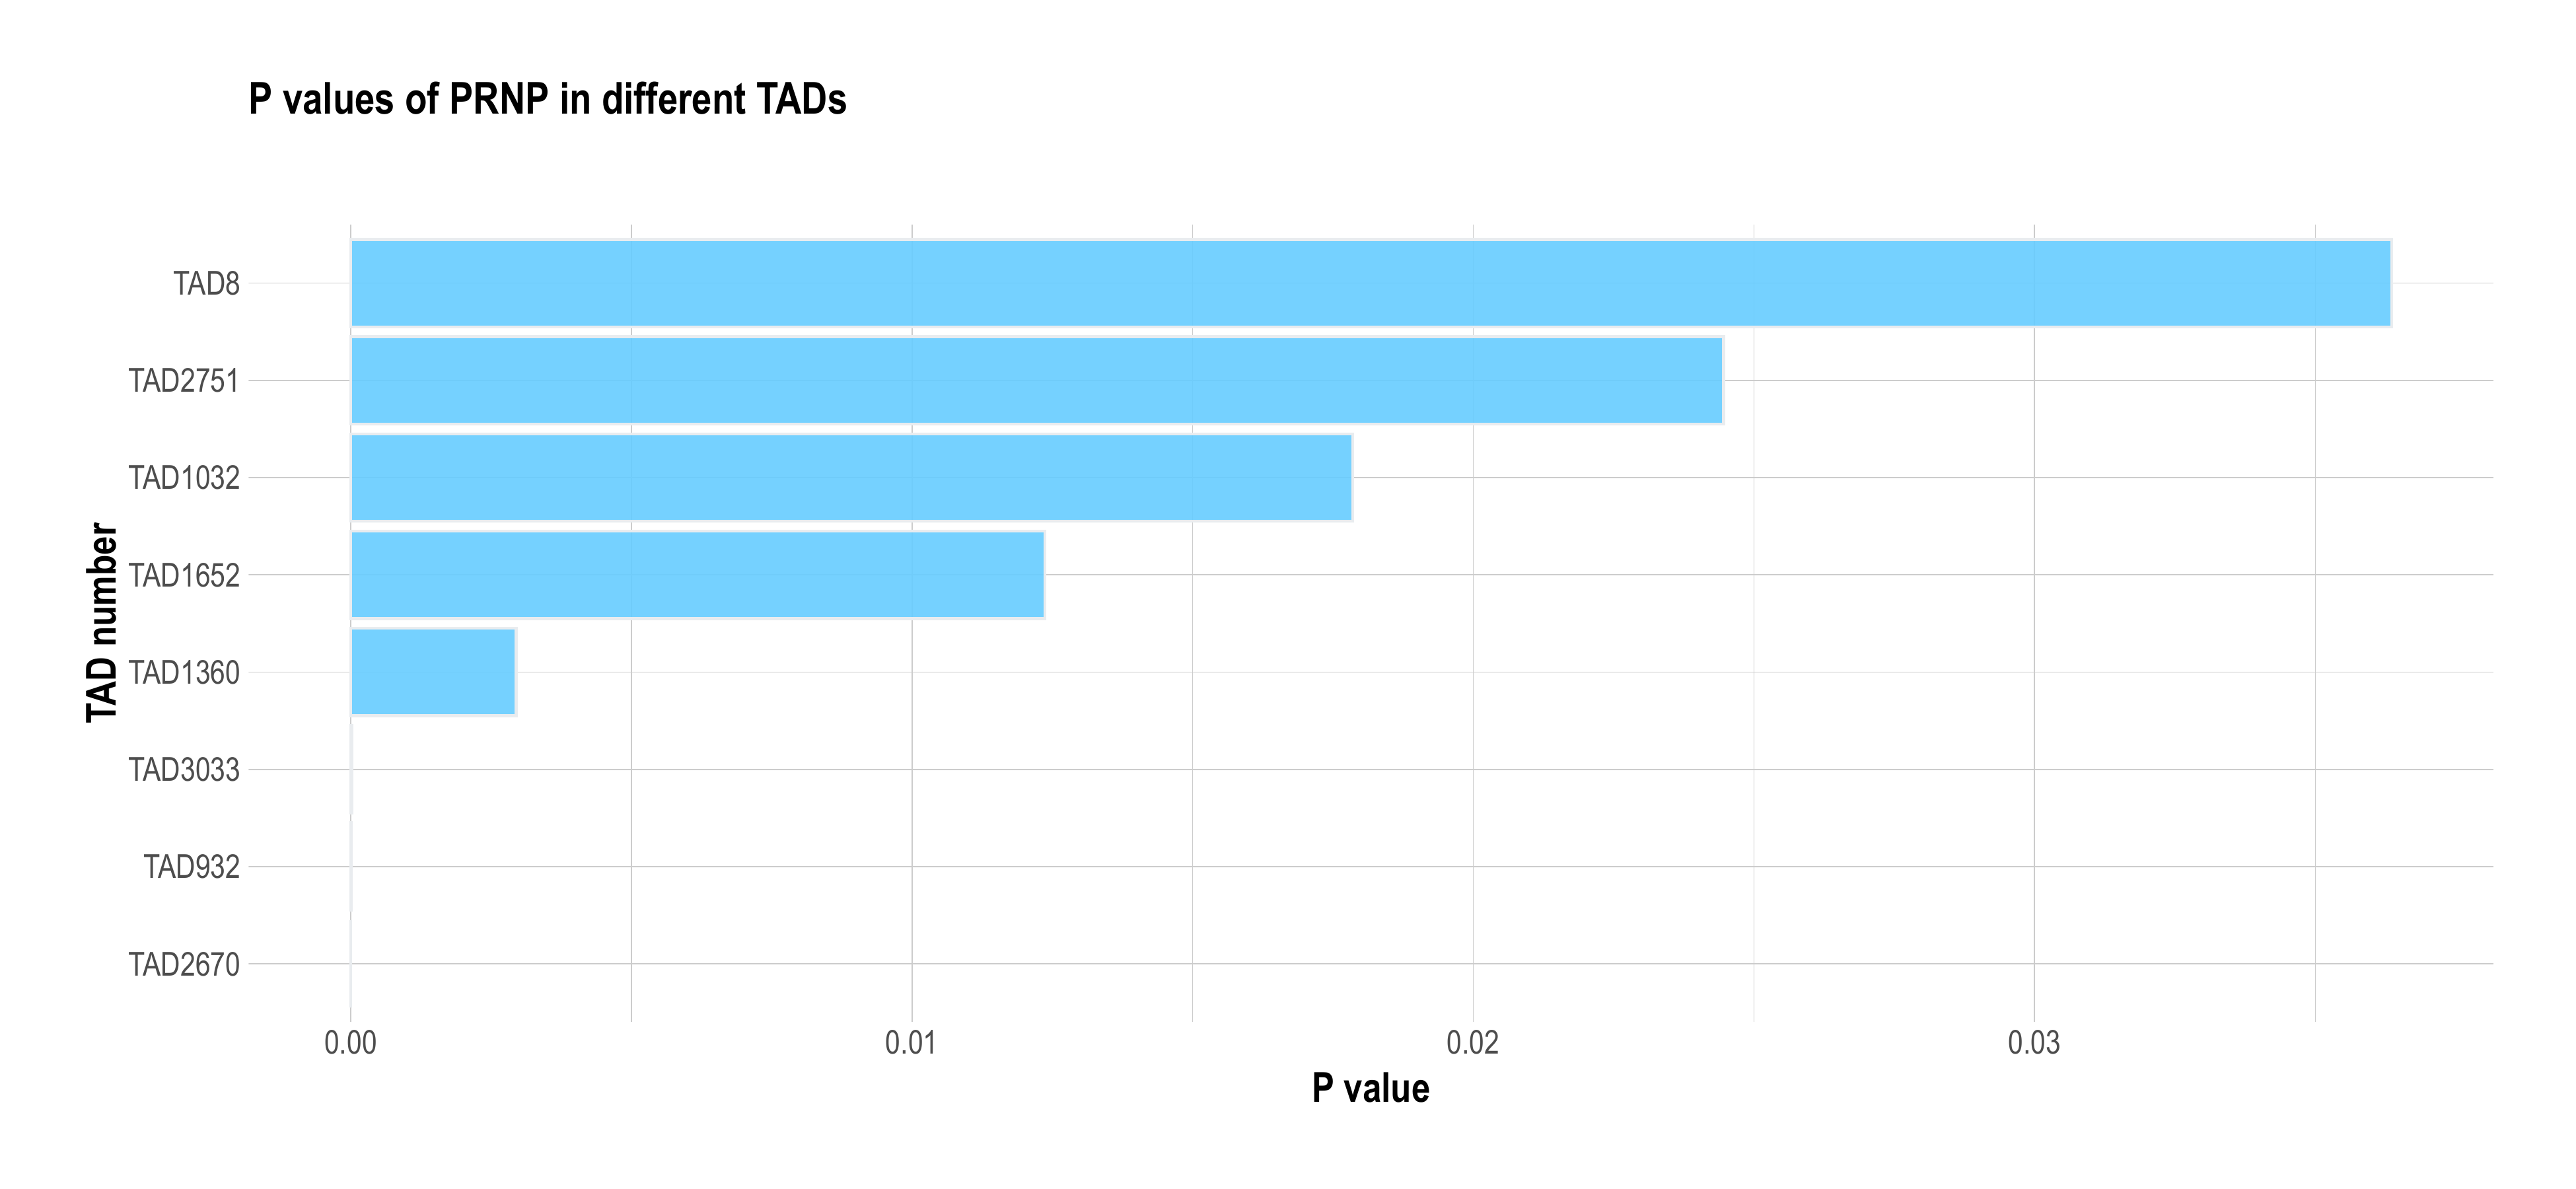 P values of PRNP in different TADs
TAD number
TAD8
TAD2751
TAD1032
TAD1652
TAD1360
TAD3033
TAD932
TAD2670
0.00 0.01 0.02 0.03
P value